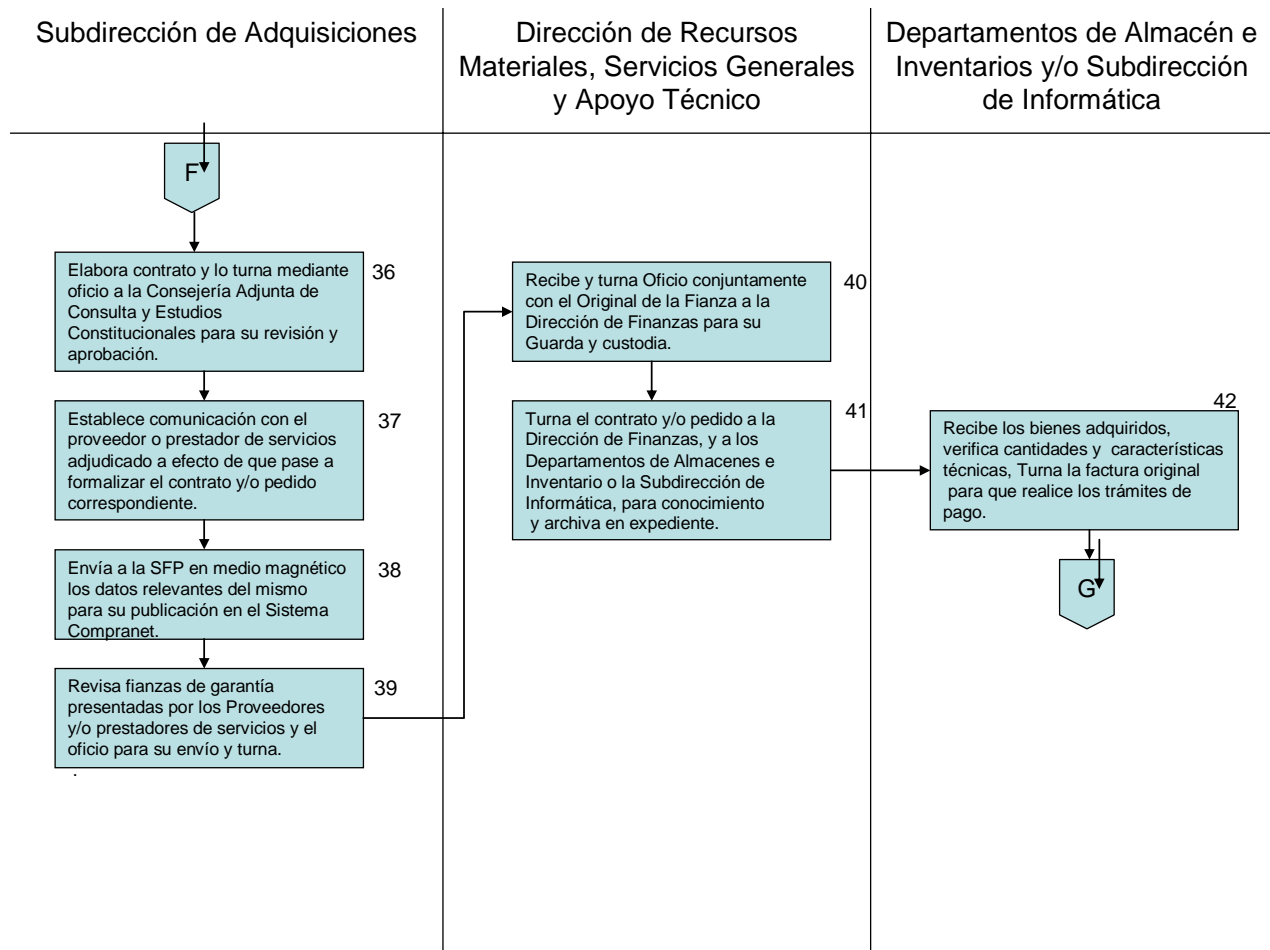 Subdirección de Adquisiciones
Dirección de Recursos
Materiales, Servicios Generales
y Apoyo Técnico
Departamentos de Almacén e
Inventarios y/o Subdirección
de Informática
F
Elabora contrato y lo turna mediante
oficio a la Consejería Adjunta de
Consulta y Estudios
Constitucionales para su revisión y
aprobación.
36
Establece comunicación con el
proveedor o prestador de servicios
adjudicado a efecto de que pase a
formalizar el contrato y/o pedido
correspondiente.
37
Envía a la SFP en medio magnético
los datos relevantes del mismo
para su publicación en el Sistema
Compranet.
38
Revisa fianzas de garantía
presentadas por los Proveedores
y/o prestadores de servicios y el
oficio para su envío y turna.
.
39
Recibe y turna Oficio conjuntamente
con el Original de la Fianza a la
Dirección de Finanzas para su
Guarda y custodia.
40
Turna el contrato y/o pedido a la
Dirección de Finanzas, y a los
Departamentos de Almacenes e
Inventario o la Subdirección de
Informática, para conocimiento
y archiva en expediente.
41
42
Recibe los bienes adquiridos,
verifica cantidades y características
técnicas, Turna la factura original
para que realice los trámites de
pago.
G